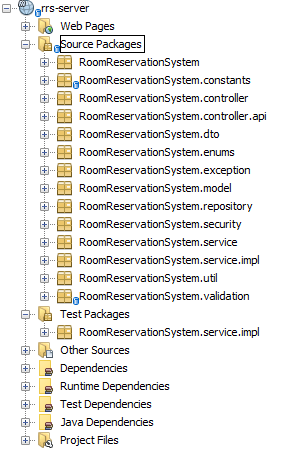 rrs-server
Web Pages
Source Packages
RoomReservationSystem
RoomReservationSystem.constants
RoomReservationSystem.controller
RoomReservationSystem.controller.api
RoomReservationSystem.dto
RoomReservationSystem.enums
RoomReservationSystem.exception
RoomReservationSystem.model
RoomReservationSystem.repository
RoomReservationSystem.security
RoomReservationSystem.service
RoomReservationSystem.service.impl
RoomReservationSystem.util
RoomReservationSystem.validation
Test Packages
RoomReservationSystem.service.impl
Other Sources
Dependencies
Runtime Dependencies
Test Dependencies
Java Dependencies
Project Files